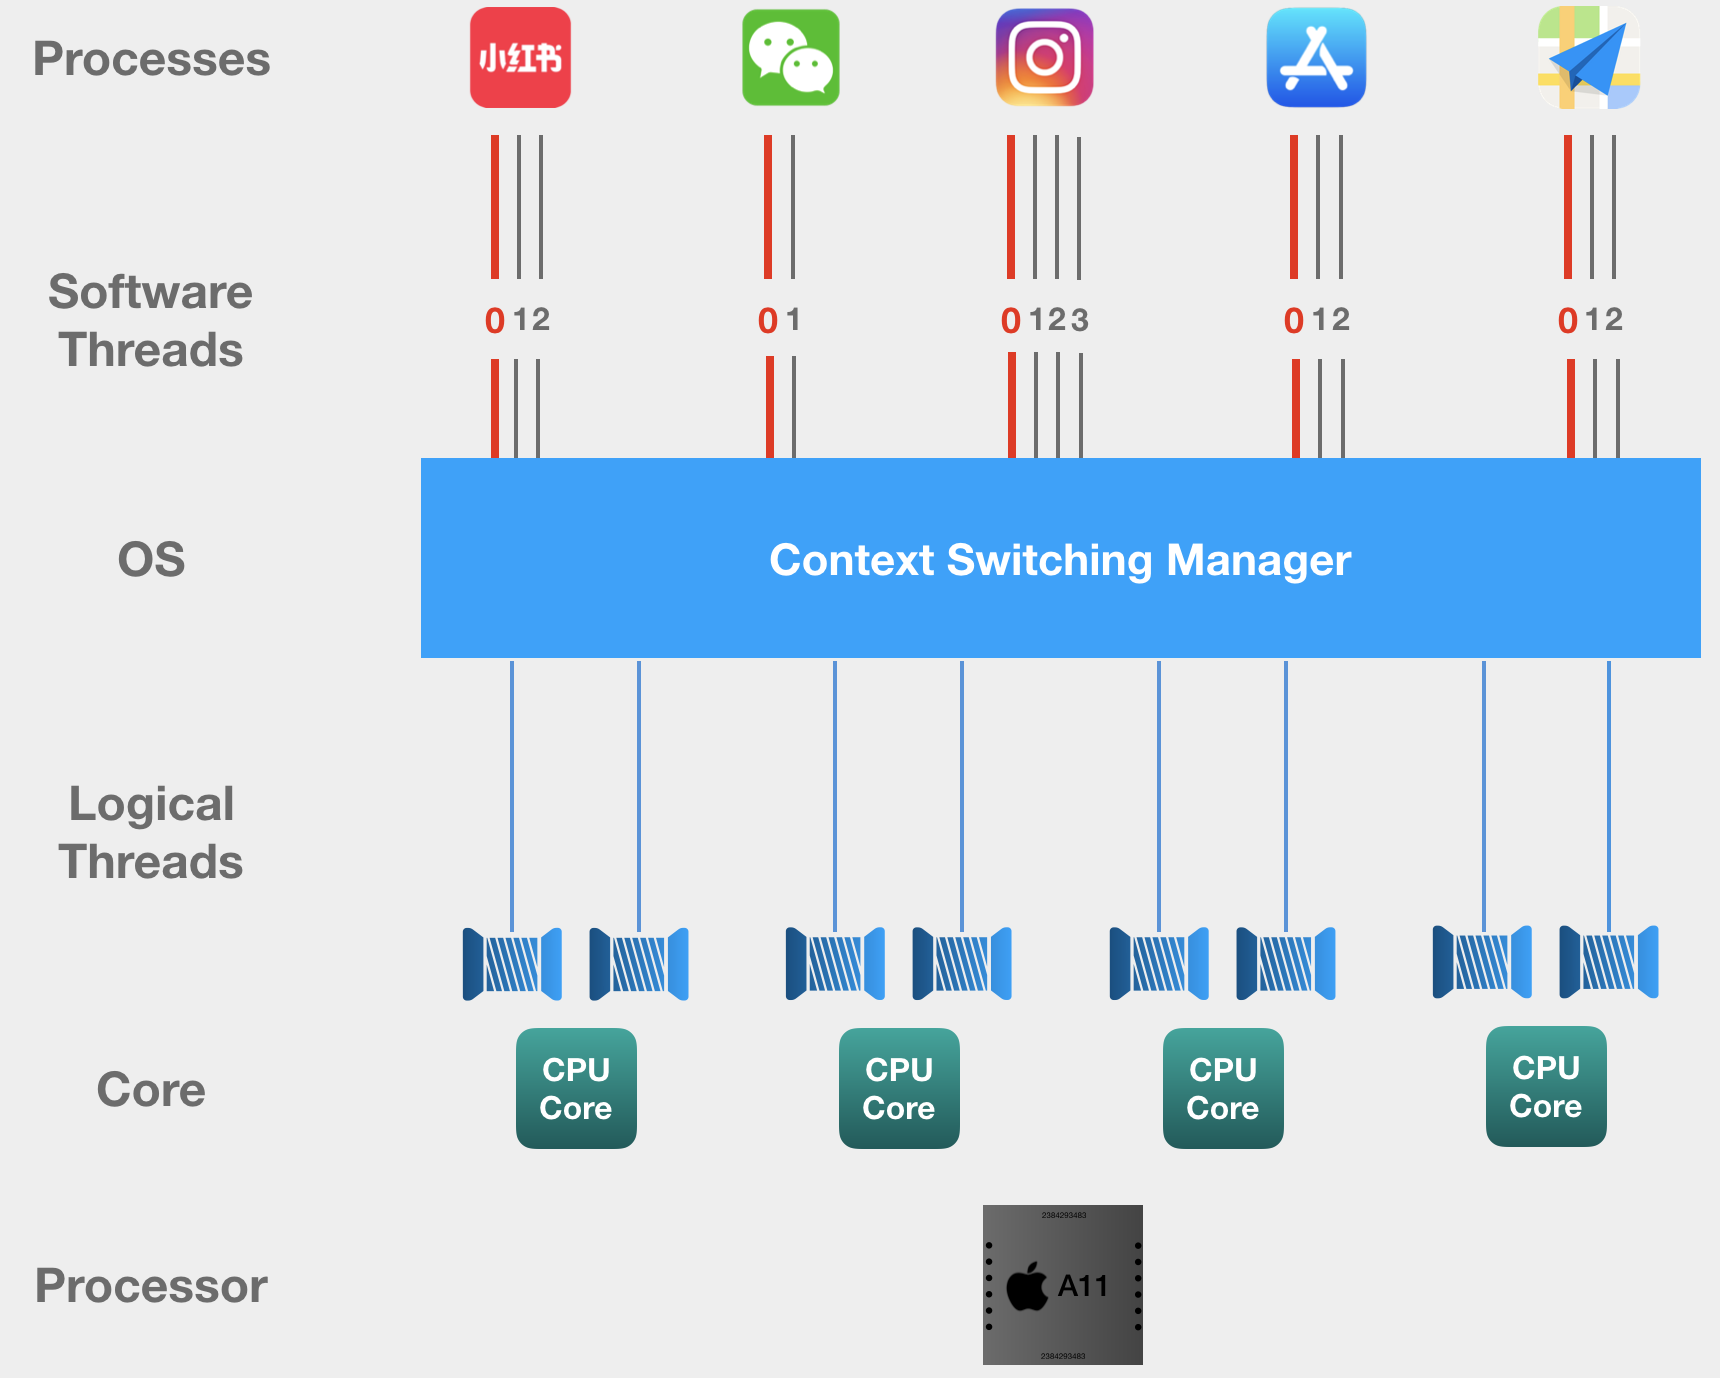 Processes
小红书
Software
Threads
0 1 2
0 1
0 1 2 3
0 1 2
0 1 2
OS
Context Switching Manager
Logical
Threads
Core
CPU
Core
CPU
Core
CPU
Core
CPU
Core
Processor
2384293483
A11
2384293483